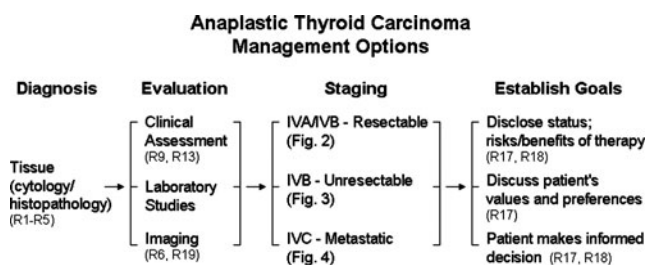 Anaplastic Thyroid Carcinoma
Management Options
Diagnosis
Evaluation
Staging
Establish Goals
Tissue
(cytology/
histopathology)
(R1-R5)
Clinical
Assessment
(R9, R13)
Laboratory
Studies
Imaging
(R6, R19)
IVA/IVB - Resectable
(Fig. 2)
IVB - Unresectable
(Fig. 3)
IVC - Metastatic
(Fig. 4)
Disclose status;
risks/benefits of therapy
(R17, R18)
Discuss patient's
values and preferences
(R17)
Patient makes informed
decision (R17, R18)